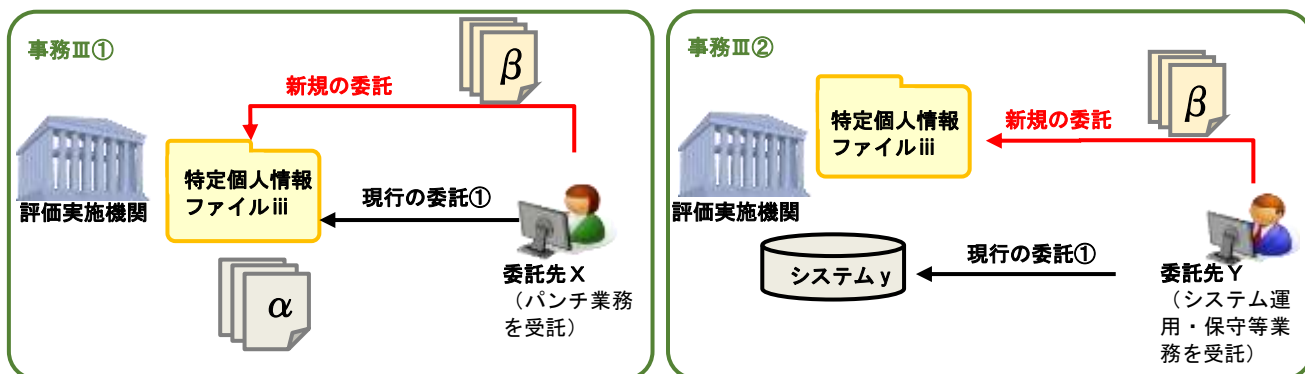 事務Ⅲ①
β
新規の委託
特定個人情報
ファイルⅲ
評価実施機関
現行の委託①
α
委託先X
（パンチ業務
を受託）
事務Ⅲ②
β
特定個人情報
ファイルⅲ
新規の委託
評価実施機関
システムy
現行の委託①
委託先Y
（システム運
用・保守等業
務を受託）